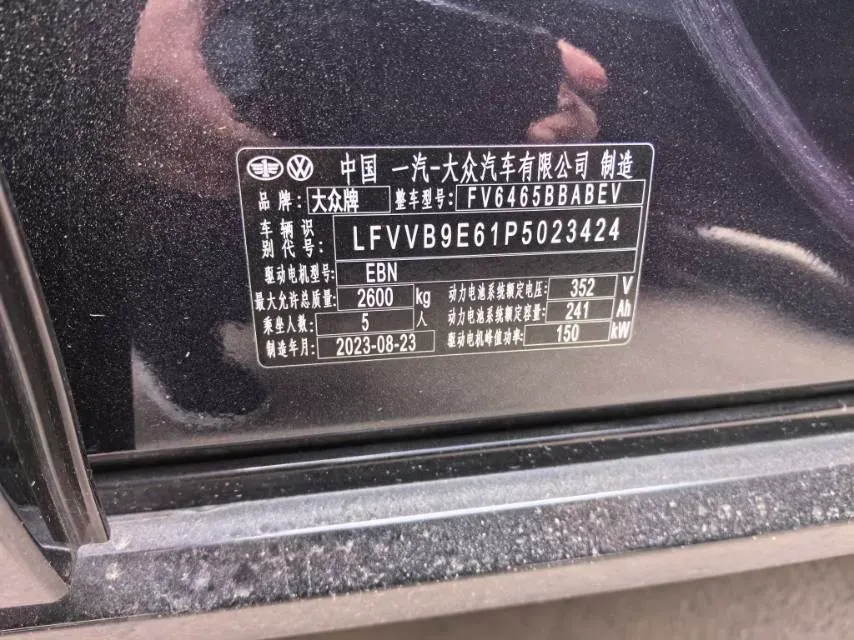 中国 一汽-大众汽车有限公司 制造
品牌: 大众牌 整车型号: FV6465BBABEV
车辆识别代号: LFVVB9E61P5023424
驱动电机型号: EBN
最大允许总质量: 2600 kg 动力电池系统额定电压: 352 V
乘坐人数: 5 人 动力电池系统额定容量: 241 Ah
制造年月: 2023-08-23 驱动电机峰值功率: 150 kW